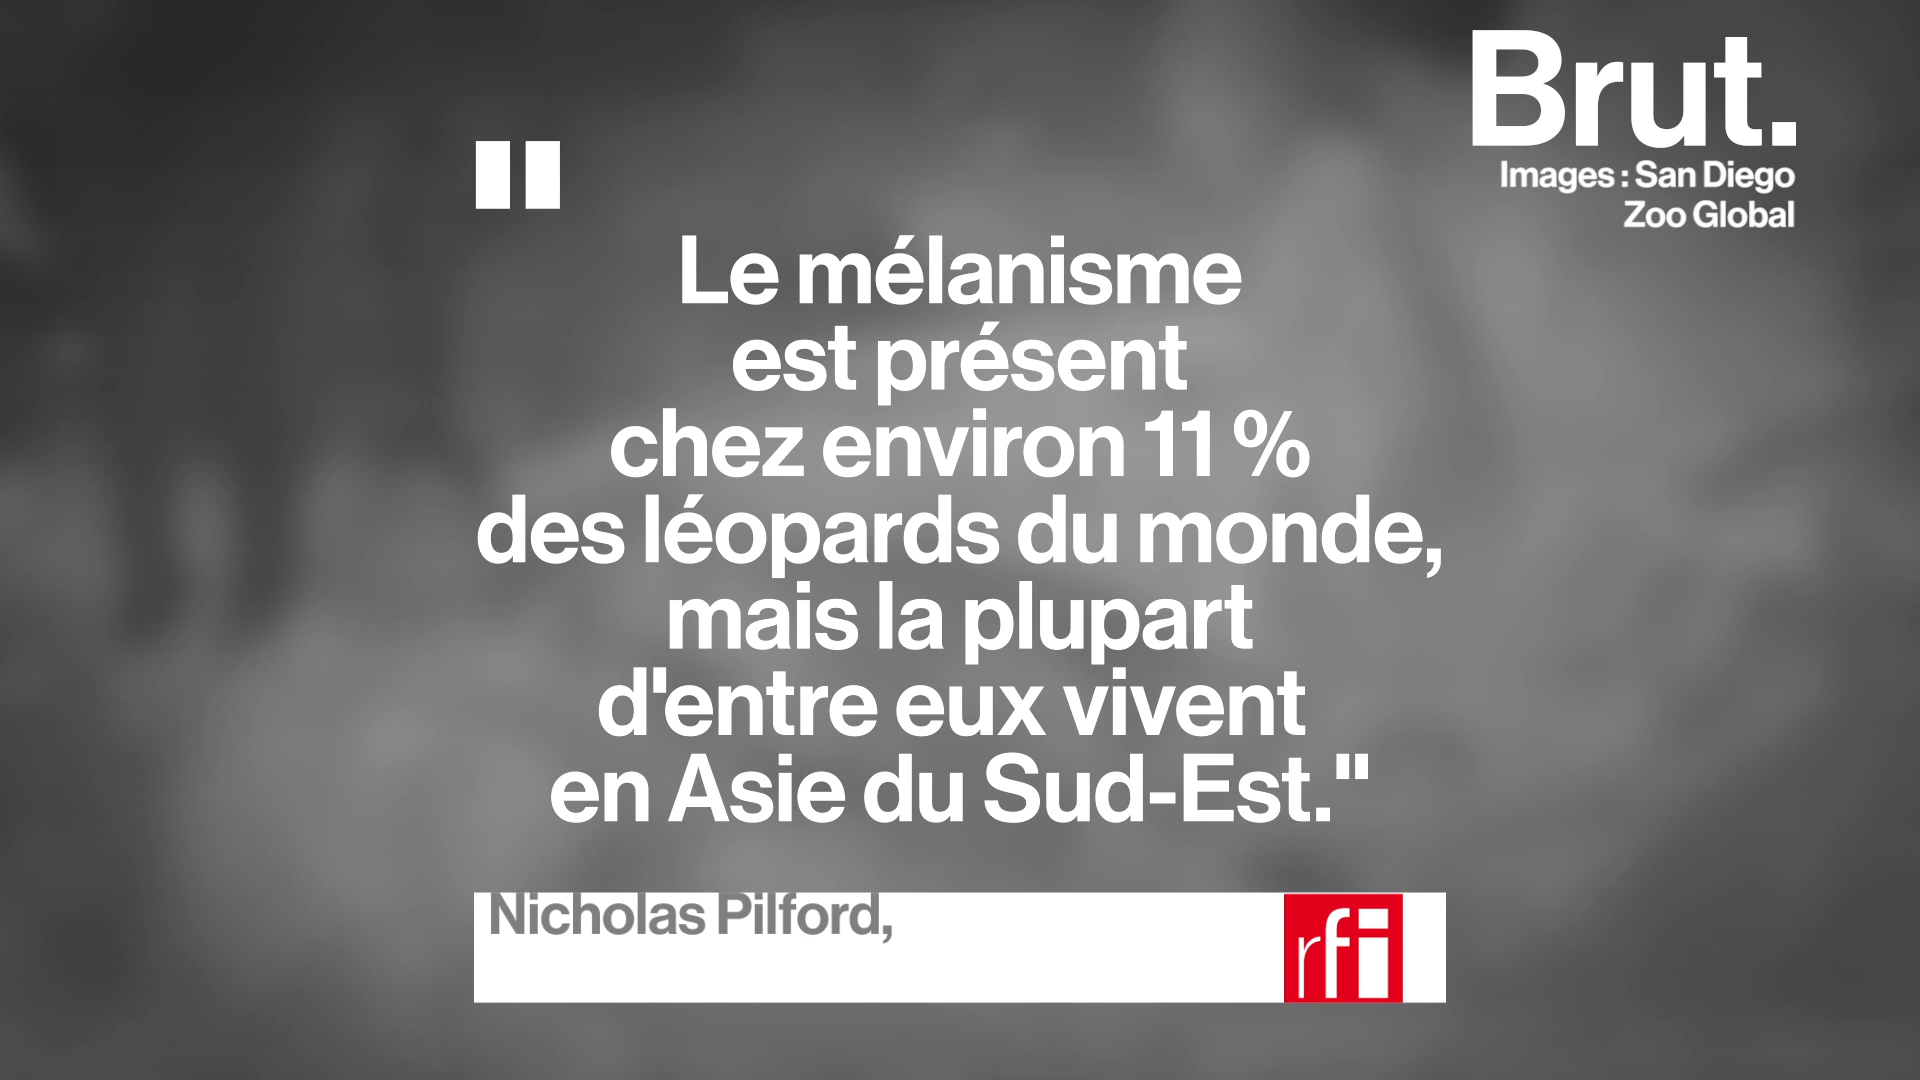 Brut.
Images : San Diego
Zoo Global
"
Le mélanisme
est présent
chez environ 11 %
des léopards du monde,
mais la plupart
d'entre eux vivent
en Asie du Sud-Est."
Nicholas Pilford,
rfi